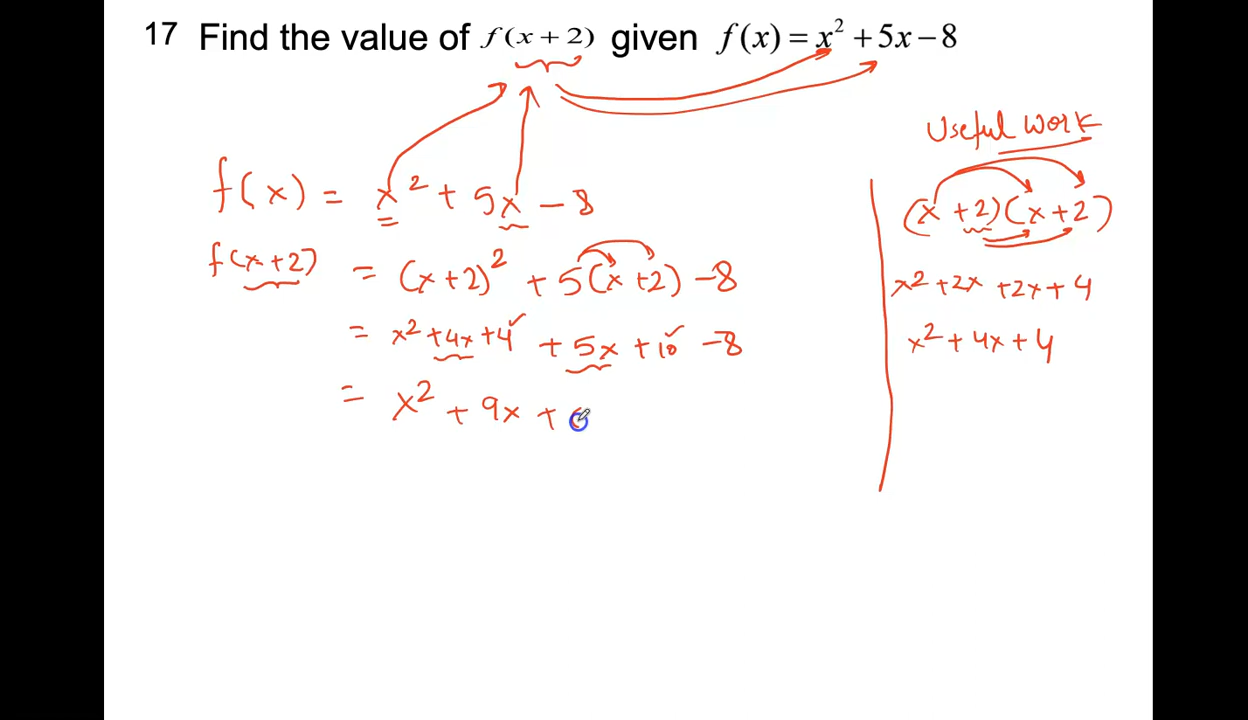 17 Find the value of f(x + 2) given f(x) = x² + 5x − 8
Useful work
f(x) = x² + 5x − 8
(x + 2)(x + 2)
f(x+2) = (x+2)² + 5(x+2) − 8
x² + 2x + 2x + 4
= x² + 4x + 4 + 5x + 10 − 8
x² + 4x + 4
= x² + 9x + 6